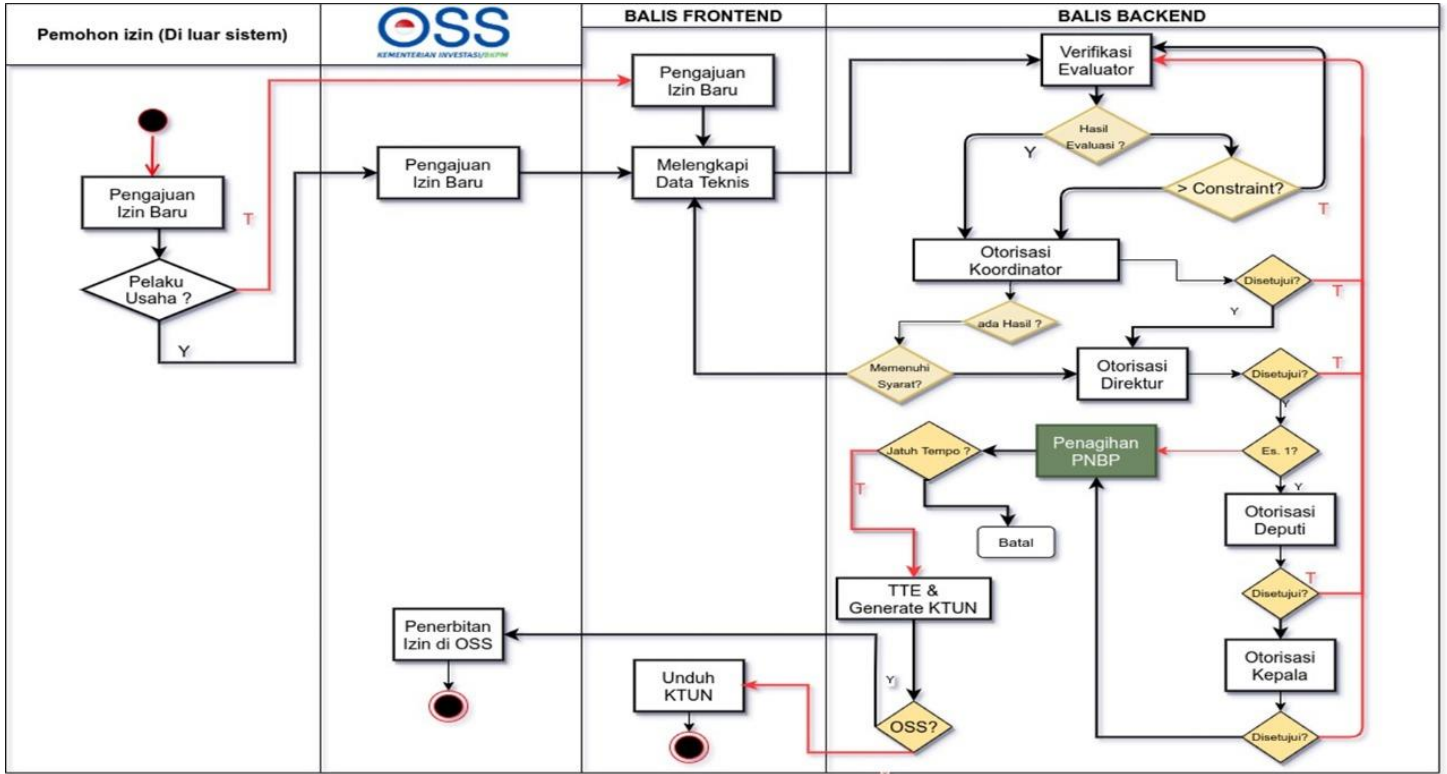 Pemohon izin (Di luar sistem)
OSS
KEMENTERIAN INVESTASI/BKPM
BALIS FRONTEND
BALIS BACKEND
Pengajuan
Izin Baru
Pelaku
Usaha ?
T
Y
Pengajuan
Izin Baru
Pengajuan
Izin Baru
Melengkapi
Data Teknis
Verifikasi
Evaluator
Hasil
Evaluasi ?
Y
> Constraint?
T
Otorisasi
Koordinator
Disetujui?
T
Y
ada Hasil ?
Memenuhi
Syarat?
Otorisasi
Direktur
Disetujui?
T
Y
Es. 1?
Y
Penagihan
PNBP
Jatuh Tempo ?
T
Batal
Otorisasi
Deputi
T
Disetujui?
Otorisasi
Kepala
Disetujui?
TTE &
Generate KTUN
OSS?
Y
Penerbitan
Izin di OSS
Unduh
KTUN